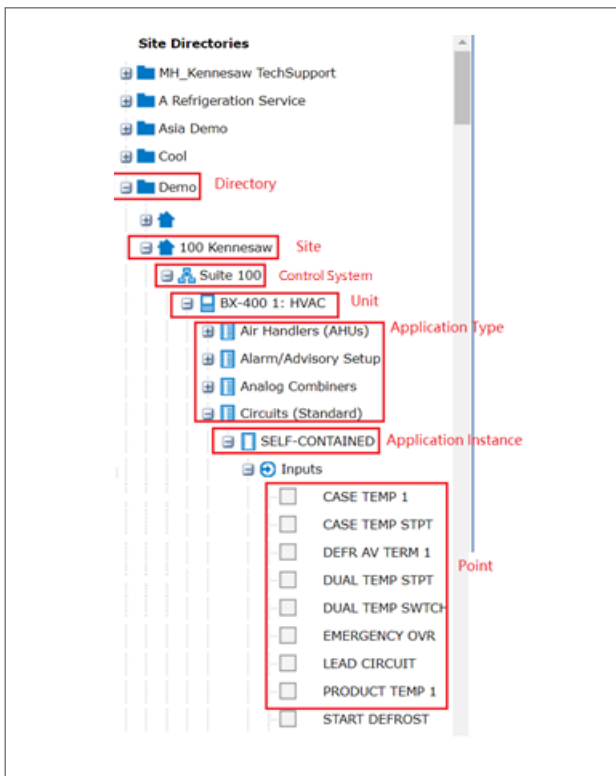 Site Directories
MH_Kennesaw TechSupport
A Refrigeration Service
Asia Demo
Cool
Demo Directory
100 Kennesaw Site
Suite 100 Control System
BX-400 1: HVAC Unit
Air Handlers (AHUs) Application Type
Alarm/Advisory Setup
Analog Combiners
Circuits (Standard)
SELF-CONTAINED Application Instance
Inputs
CASE TEMP 1
CASE TEMP STPT
DEFR AV TERM 1
Point
DUAL TEMP STPT
DUAL TEMP SWTCH
EMERGENCY OVR
LEAD CIRCUIT
PRODUCT TEMP 1
START DEFROST